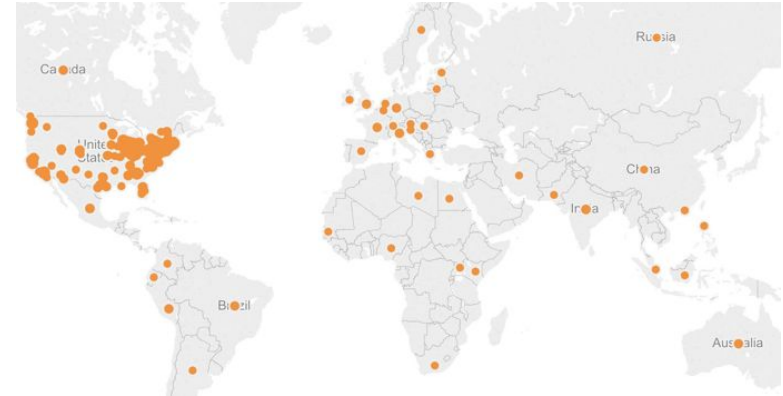 Canada
Russia
United
States
China
India
Brazil
Australia